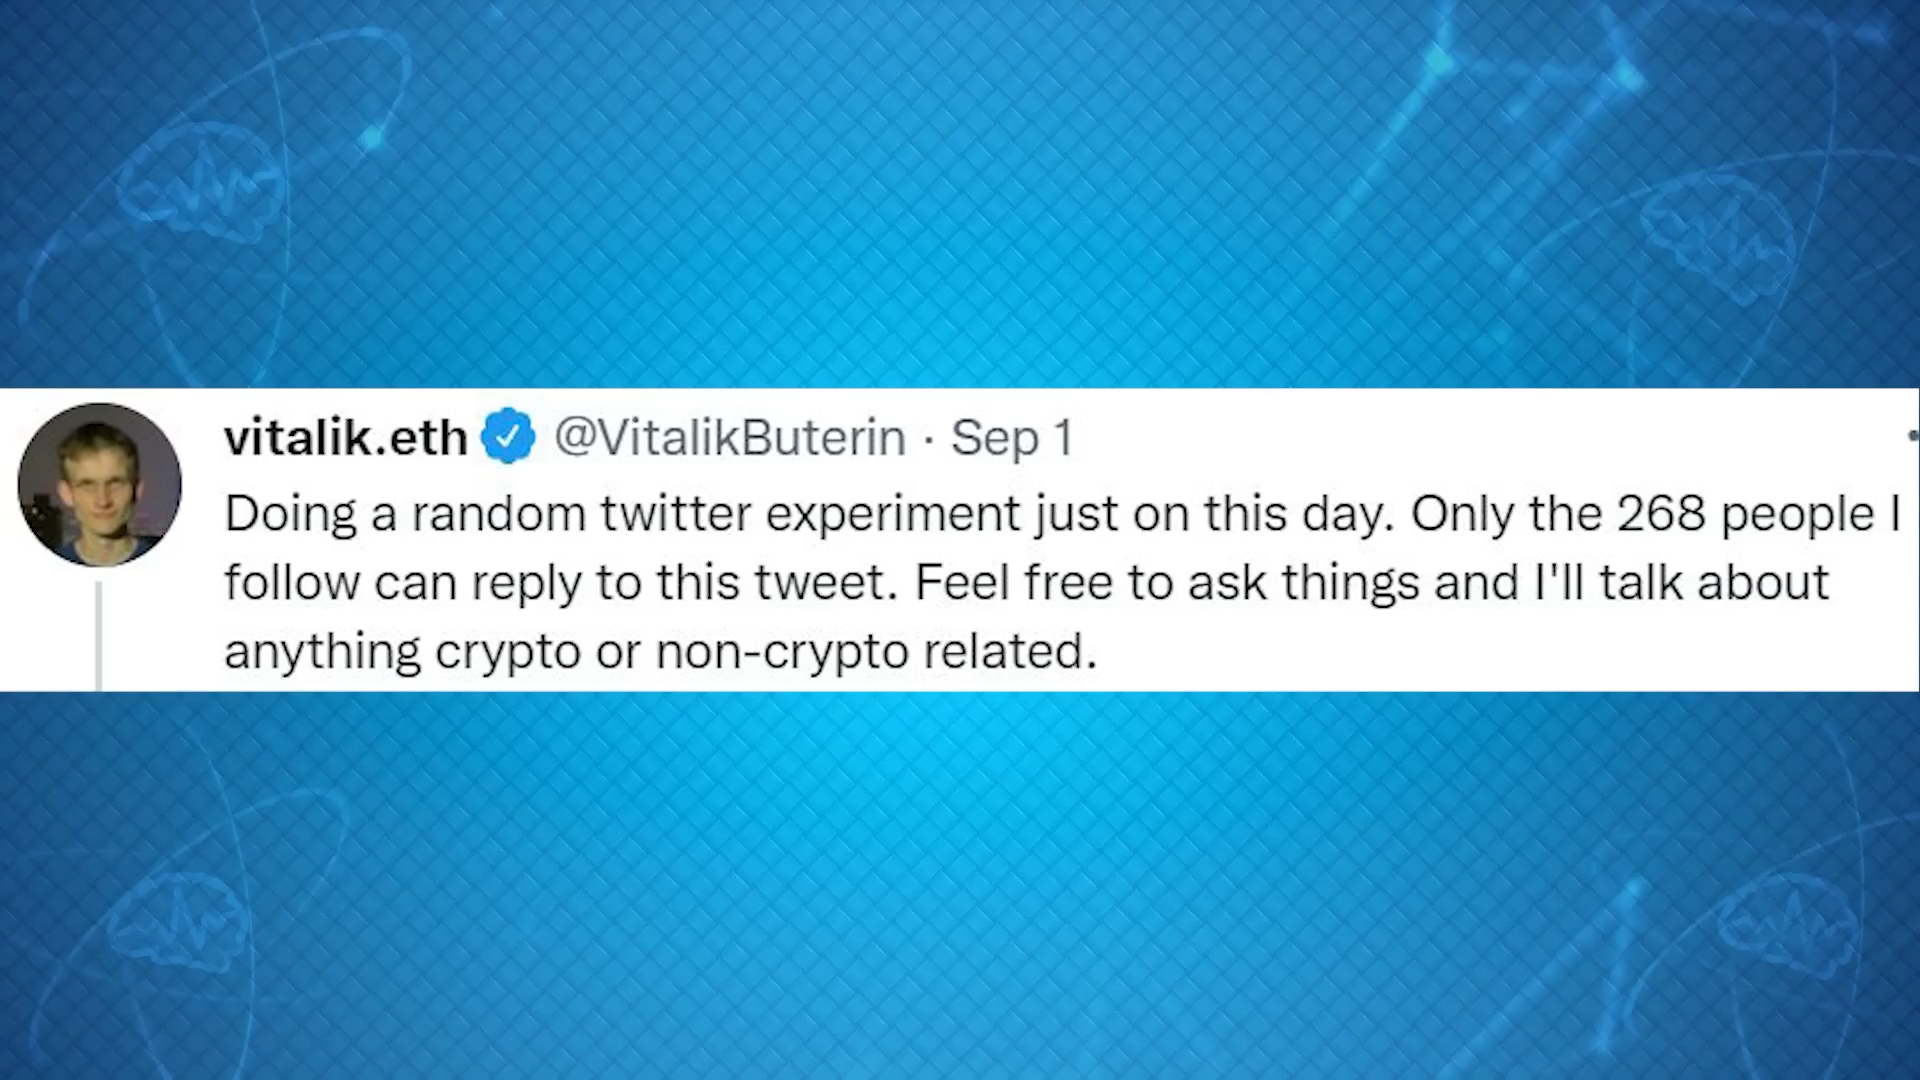 vitalik.eth @VitalikButerin · Sep 1
Doing a random twitter experiment just on this day. Only the 268 people I
follow can reply to this tweet. Feel free to ask things and I'll talk about
anything crypto or non-crypto related.